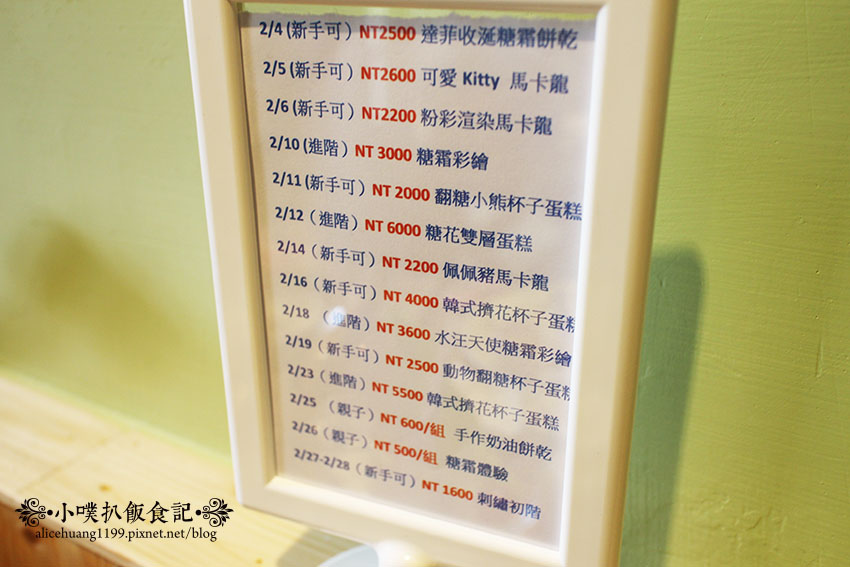 2/4 (新手可) NT2500 達菲收涎糖霜餅乾
2/5 (新手可) NT2600 可愛 Kitty 馬卡龍
2/6 (新手可) NT2200 粉彩渲染馬卡龍
2/10 (進階) NT 3000 糖霜彩繪
2/11 (新手可) NT 2000 翻糖小熊杯子蛋糕
2/12 (進階) NT 6000 糖花雙層蛋糕
2/14 (新手可) NT 2200 佩佩豬馬卡龍
2/16 (新手可) NT 4000 韓式擠花杯子蛋糕
2/18 (進階) NT 3600 水汪天使糖霜彩繪
2/19 (新手可) NT 2500 動物翻糖杯子蛋糕
2/23 (進階) NT 5500 韓式擠花杯子蛋糕
2/25 (親子) NT 600/組 手作奶油餅乾
2/26 (親子) NT 500/組 糖霜體驗
2/27-2/28 (新手可) NT 1600 刺繡初階
小噗扒飯食記
alicehuang1199.pixnet.net/blog